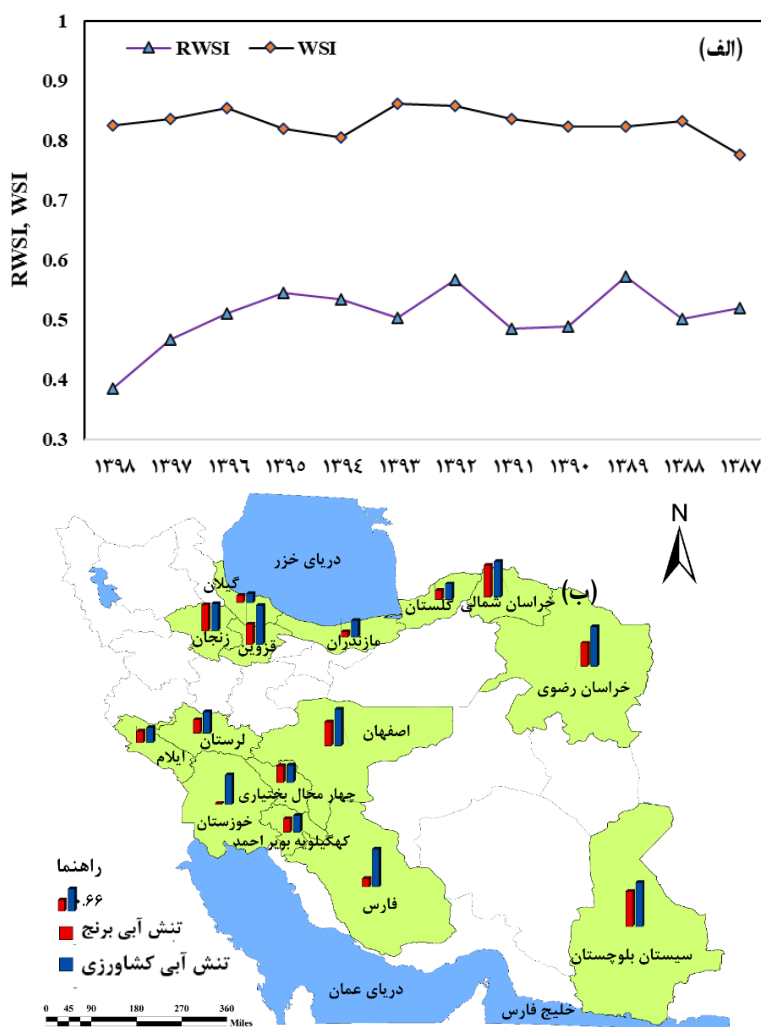 1
0.9
0.8
0.7
0.6
0.5
0.4
0.3
RWSI, WSI
RWSI WSI
(الف)
۱۳۹۸ ۱۳۹۷ ۱۳۹۶ ۱۳۹۵ ۱۳۹۴ ۱۳۹۳ ۱۳۹۲ ۱۳۹۱ ۱۳۹۰ ۱۳۸۹ ۱۳۸۸ ۱۳۸۷
N
(ب)
دریای خزر
گیلان
زنجان
قزوین
مازندران
گلستان
خراسان شمالی
خراسان رضوی
اصفهان
لرستان
ایلام
چهار محال بختیاری
خوزستان
کهگیلویه بویر احمد
فارس
سیستان بلوچستان
راهنما
.۶۶
تنش آبی برنج
تنش آبی کشاورزی
دریای عمان
خلیج فارس
0 45 90 180 270 360
Miles